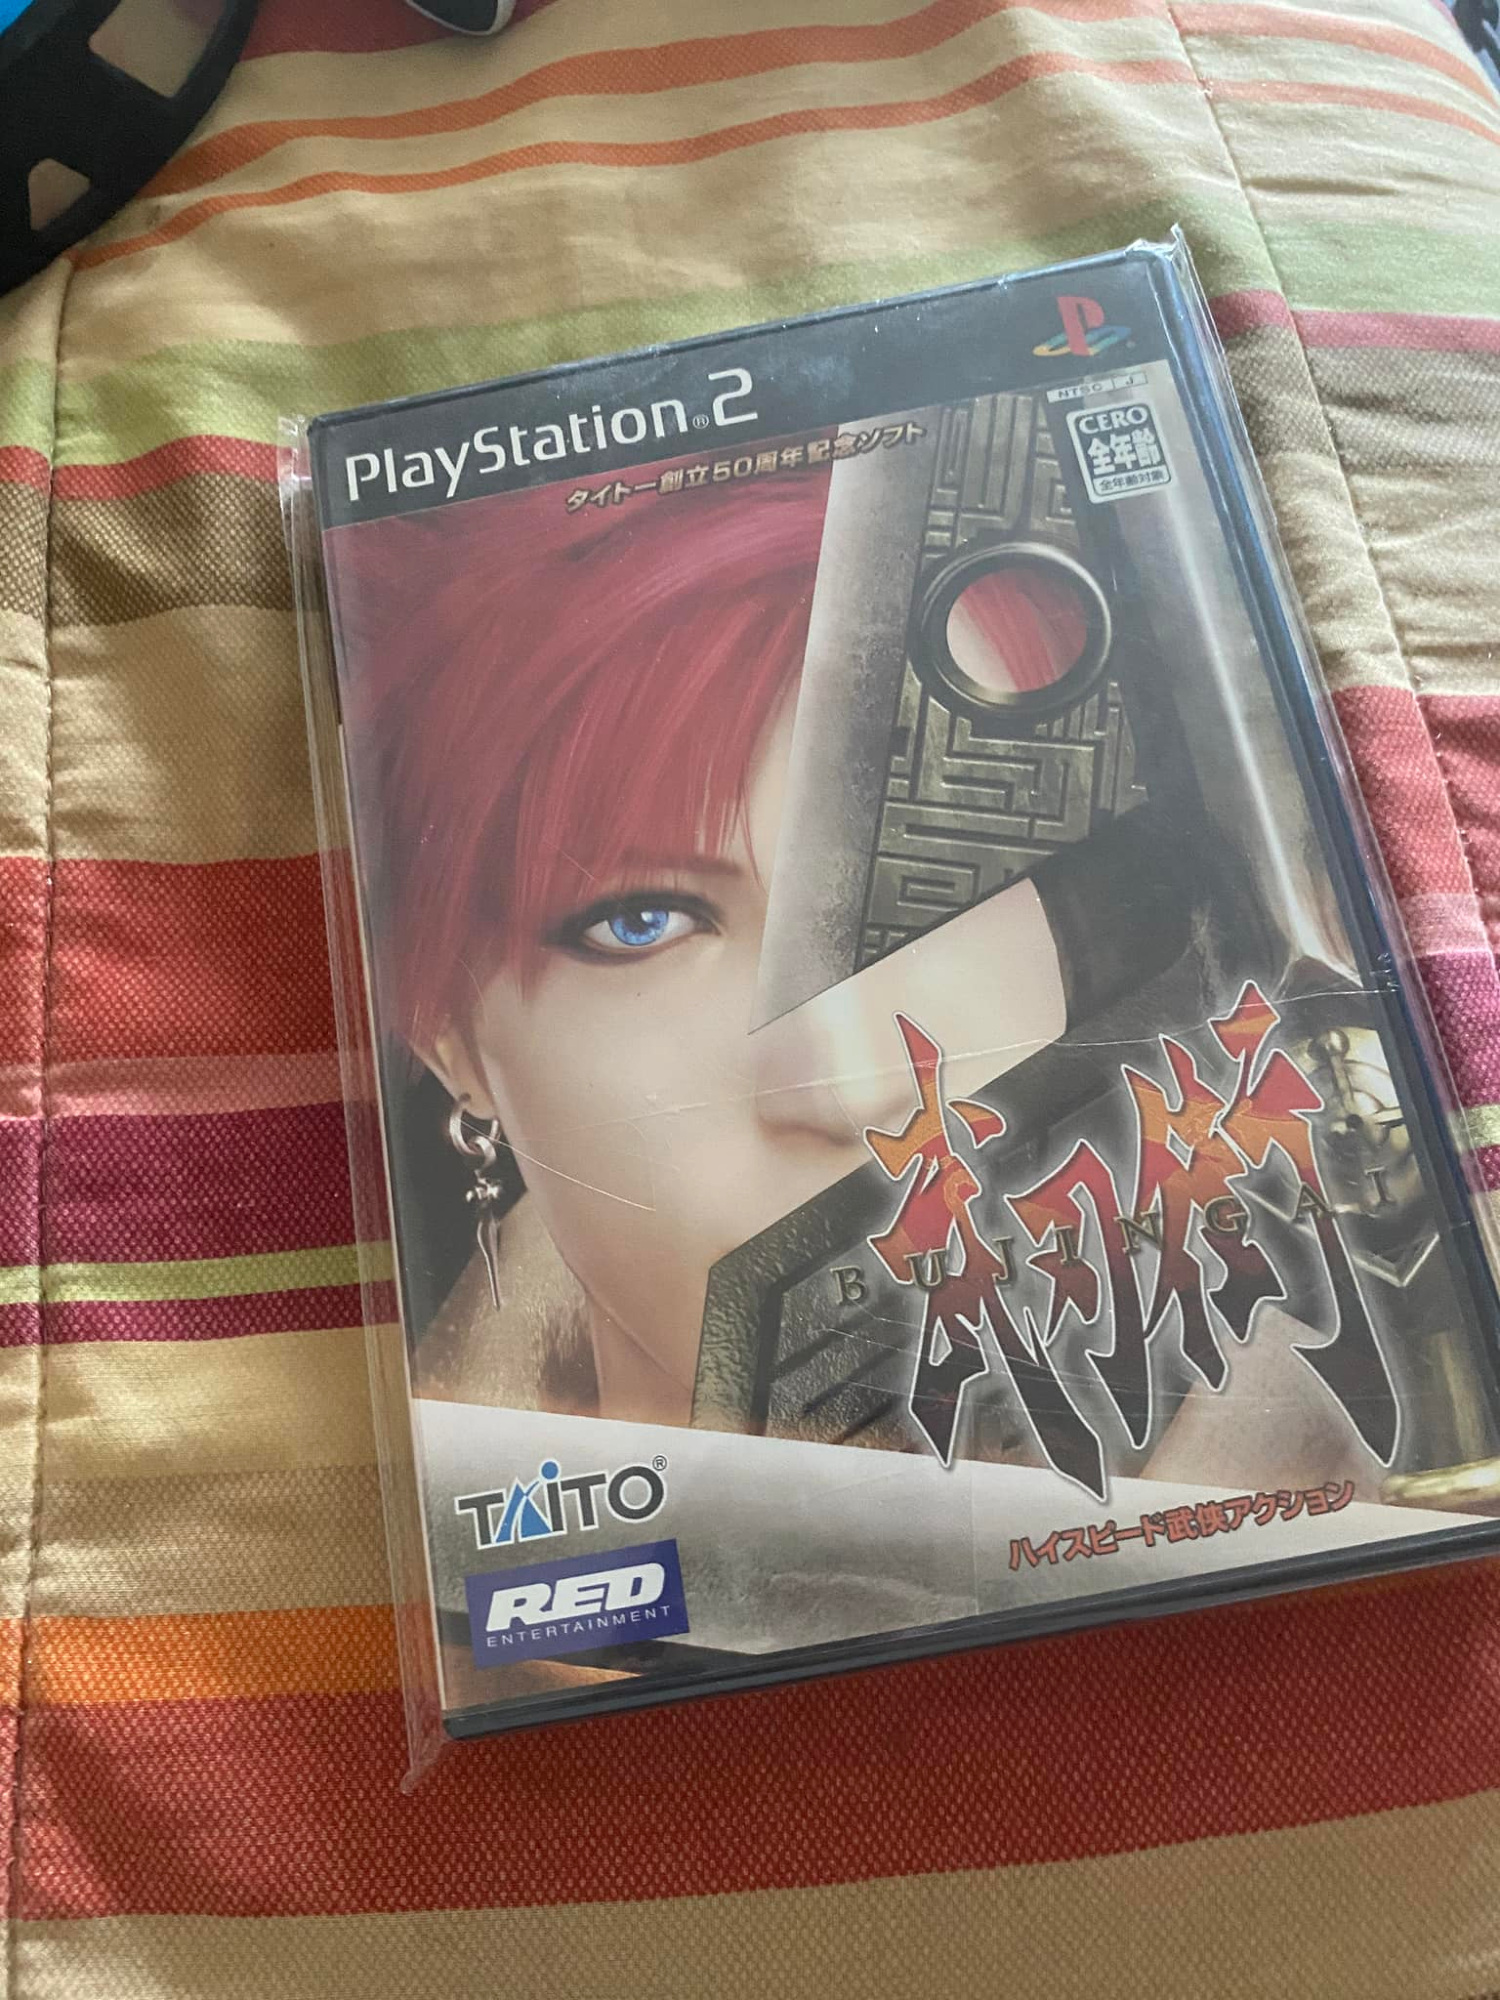 PlayStation®2
タイトー創立50周年記念ソフト
NTSC J
CERO
全年齢
全年齢対象
武刃街
BUJINGAI
ハイスピード武侠アクション
TAITO®
RED
ENTERTAINMENT